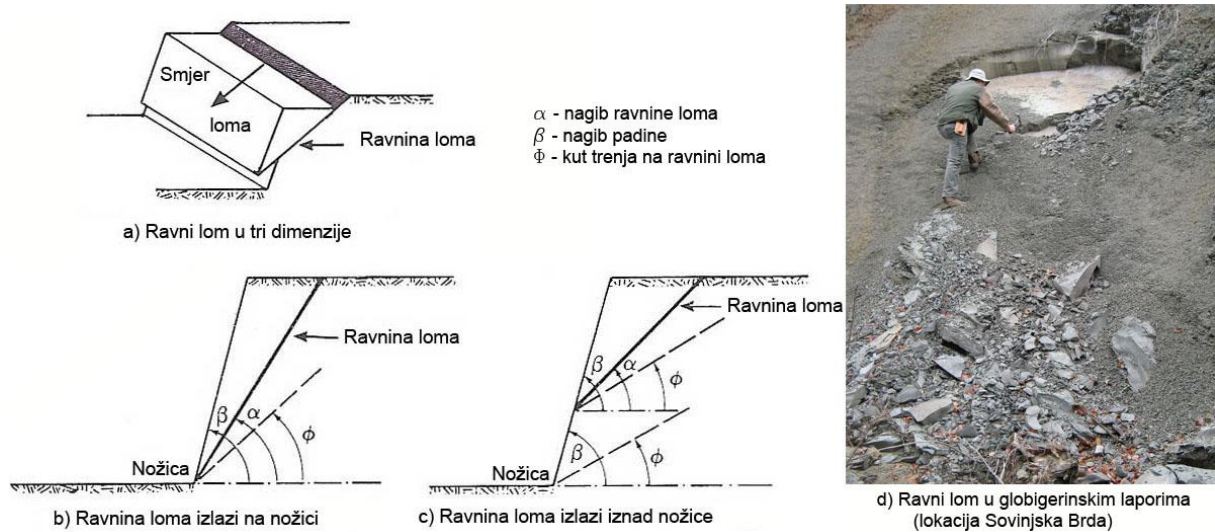 Smjer
loma
Ravnina loma
a) Ravni lom u tri dimenzije
α - nagib ravnine loma
β - nagib padine
Φ - kut trenja na ravnini loma
Ravnina loma
β
α
ϕ
Nožica
b) Ravnina loma izlazi na nožici
Ravnina loma
β
α
ϕ
β
ϕ
Nožica
c) Ravnina loma izlazi iznad nožice
d) Ravni lom u globigerinskim laporima
(lokacija Sovinjska Brda)